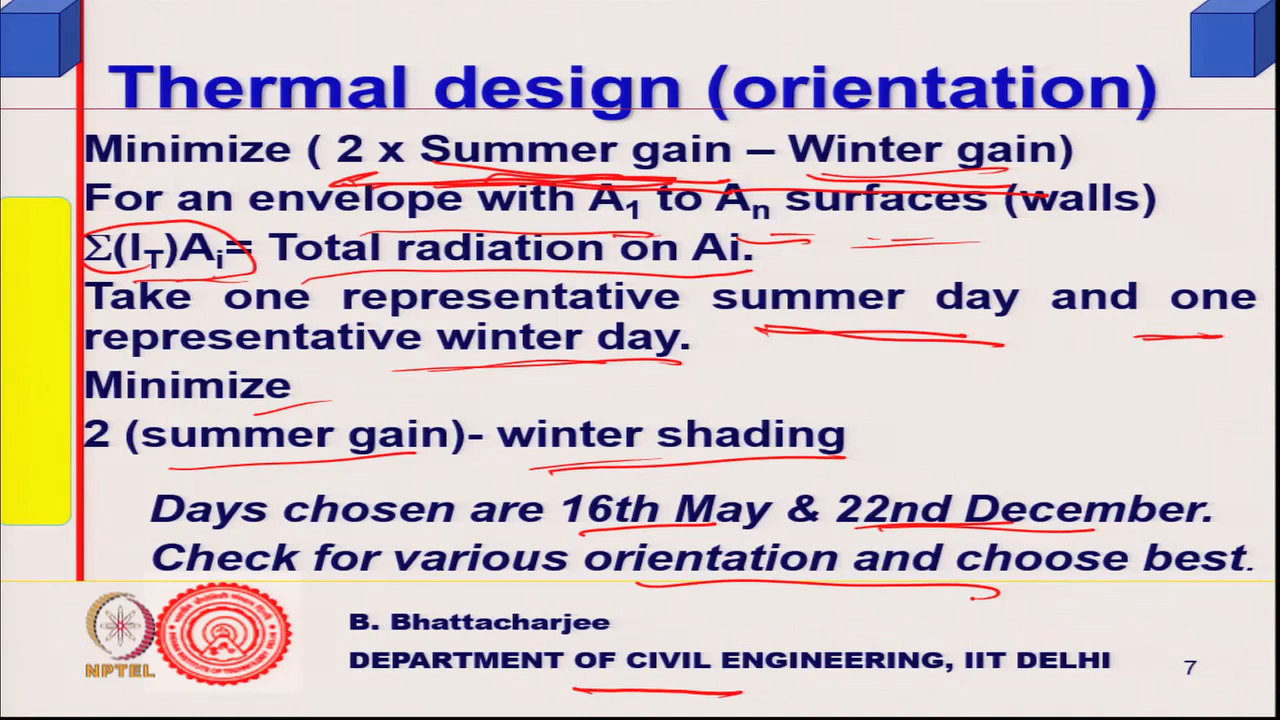 Thermal design (orientation)
Minimize ( 2 x Summer gain – Winter gain)
For an envelope with A₁ to Aₙ surfaces (walls)
Σ(I_T)A_i= Total radiation on Ai.
Take one representative summer day and one
representative winter day.
Minimize
2 (summer gain)- winter shading
Days chosen are 16th May & 22nd December.
Check for various orientation and choose best.
B. Bhattacharjee
DEPARTMENT OF CIVIL ENGINEERING, IIT DELHI
7
NPTEL